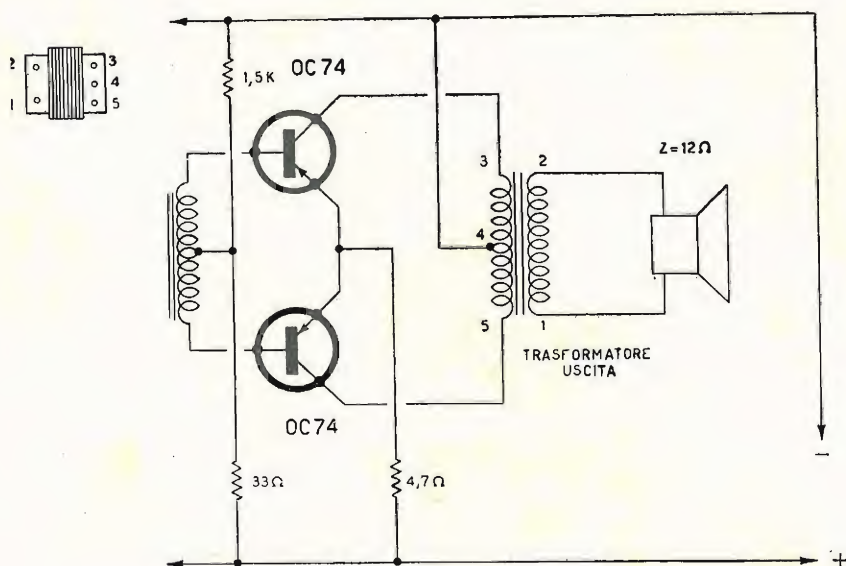 OC74
1,5K
2
3
4
1
5
3
2
Z=12Ω
4
5
1
TRASFORMATORE
USCITA
OC74
33Ω
4,7Ω
-
+